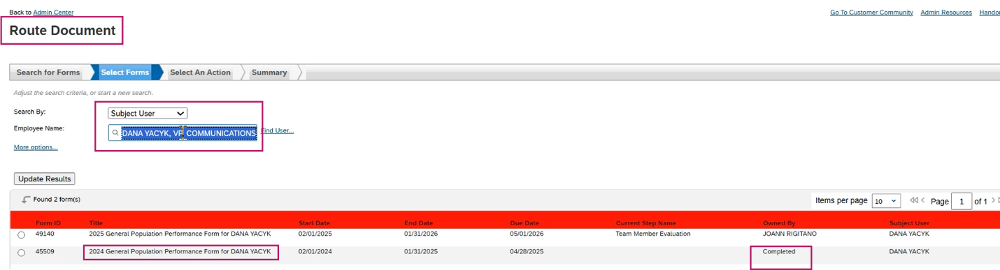 Back to Admin Center
Go To Customer Community Admin Resources Hando
Route Document
Search for Forms Select Forms Select An Action Summary
Adjust the search criteria, or start a new search.
Search By: Subject User
Employee Name: DANA YACYK, VP, COMMUNICATIONS Find User...
More options...
Update Results
Found 2 form(s) Items per page 10 Page 1 of 1
Form ID Title Start Date End Date Due Date Current Step Name Owned By Subject User
49140 2025 General Population Performance Form for DANA YACYK 02/01/2025 01/31/2026 05/01/2026 Team Member Evaluation JOANN RIGITANO DANA YACYK
45509 2024 General Population Performance Form for DANA YACYK 02/01/2024 01/31/2025 04/28/2025 Completed DANA YACYK